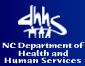 dhhs
NC Department of
Health and
Human Services